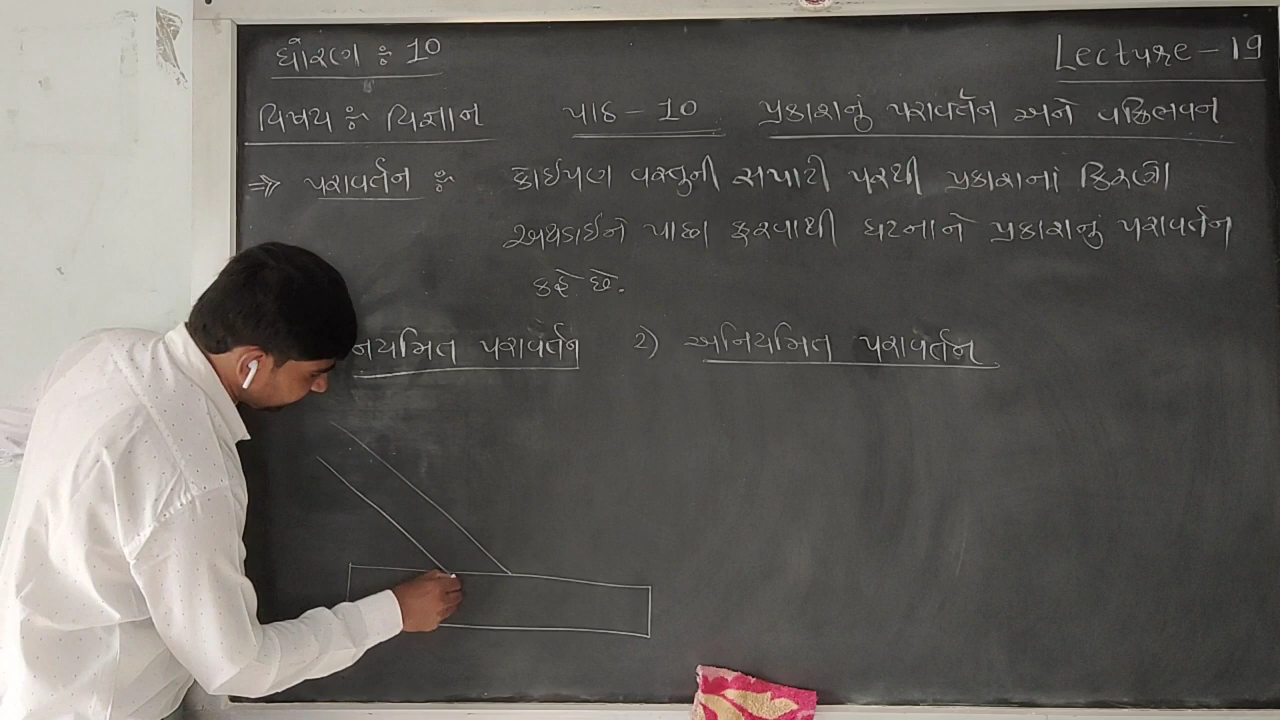 ધોરણ ઃ 10
Lecture - 19
વિષય ઃ વિજ્ઞાન પાઠ - 10 પ્રકાશનું પરાવર્તન અને વક્રિભવન
⇒ પરાવર્તન ઃ કોઈપણ વસ્તુની સપાટી પરથી પ્રકાશનાં કિરણો
અથડાઈને પાછા ફરવાથી ઘટનાને પ્રકાશનું પરાવર્તન
કહે છે.
નયમિત પરાવર્તન 2) અનિયમિત પરાવર્તન